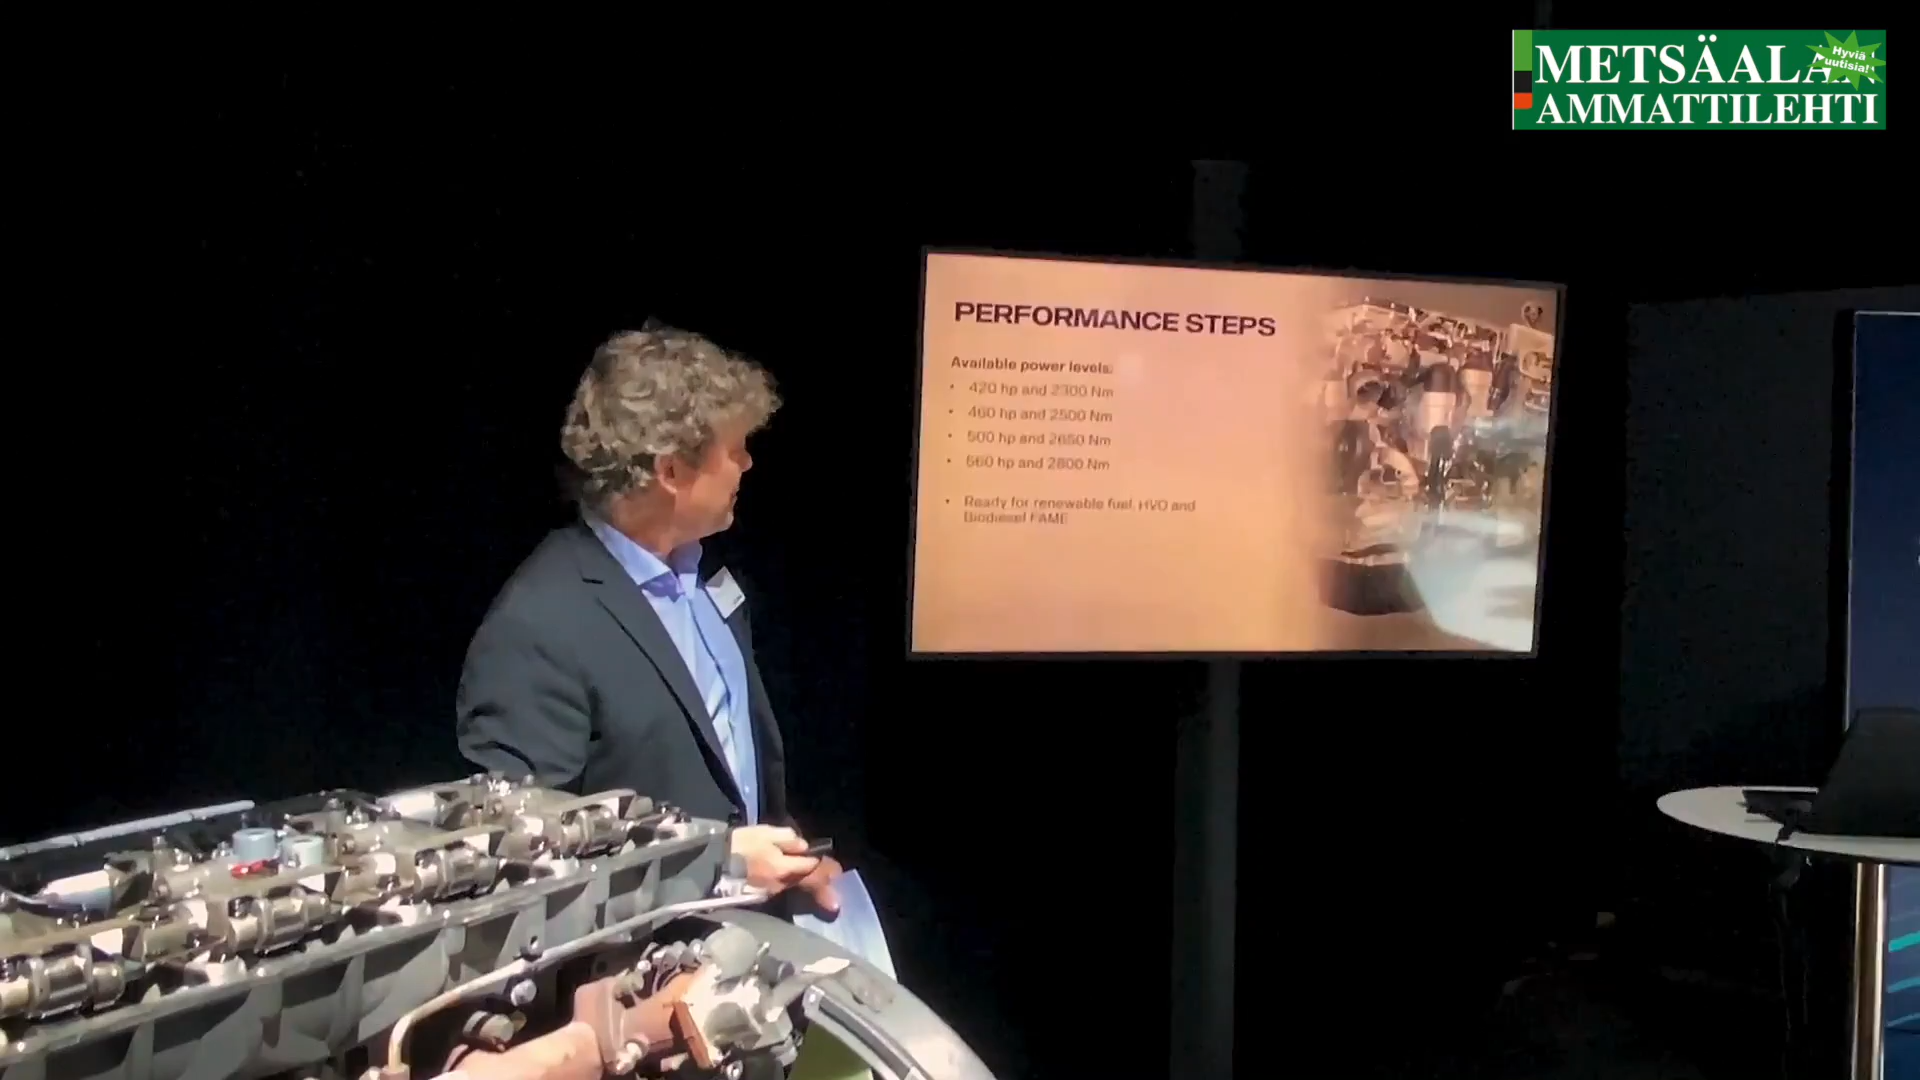 METSÄALAN
Hyviä
uutisia!
AMMATTILEHTI
PERFORMANCE STEPS
Available power levels:
• 420 hp and 2300 Nm
• 460 hp and 2500 Nm
• 500 hp and 2650 Nm
• 560 hp and 2800 Nm
• Ready for renewable fuel, HVO and
Biodiesel FAME